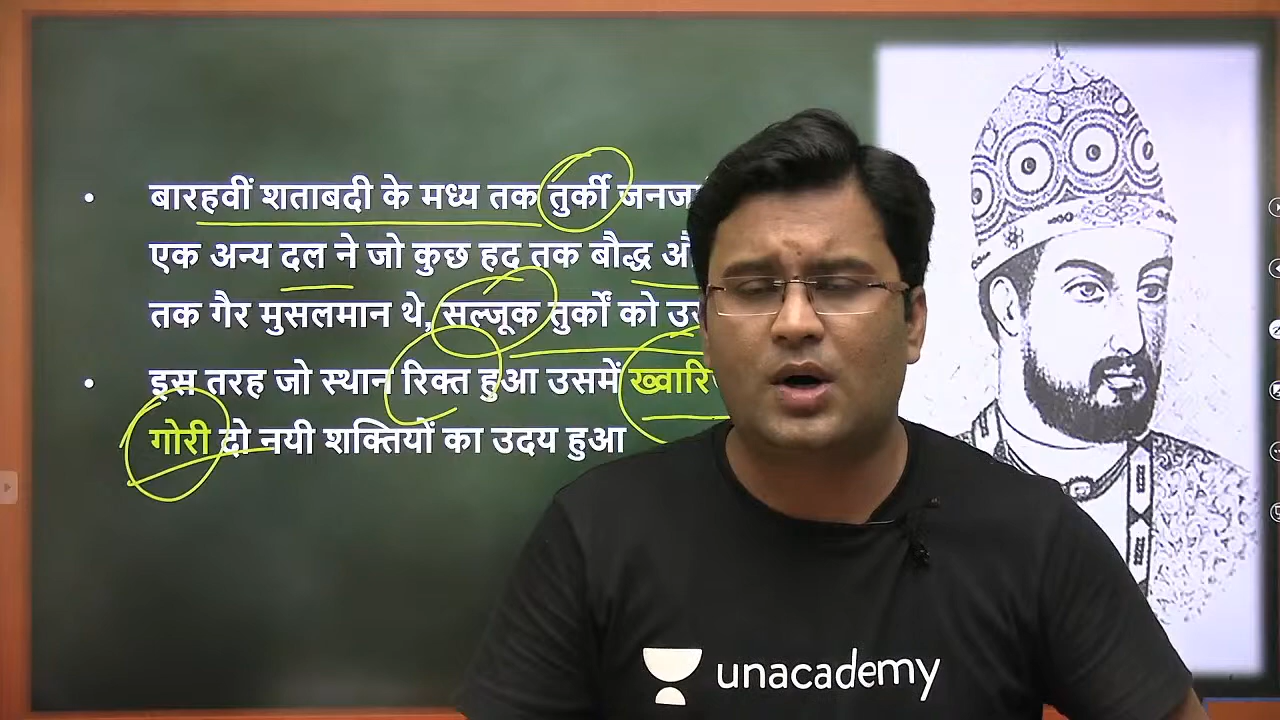 बारहवीं शताबदी के मध्य तक तुर्की
एक अन्य दल ने जो कुछ हद तक बौद्ध
तक गैर मुसलमान थे, सल्जूक तुर्कों को
इस तरह जो स्थान रिक्त हुआ उसमें
गोरी दो नयी शक्तियों का उदय हुआ
unacademy